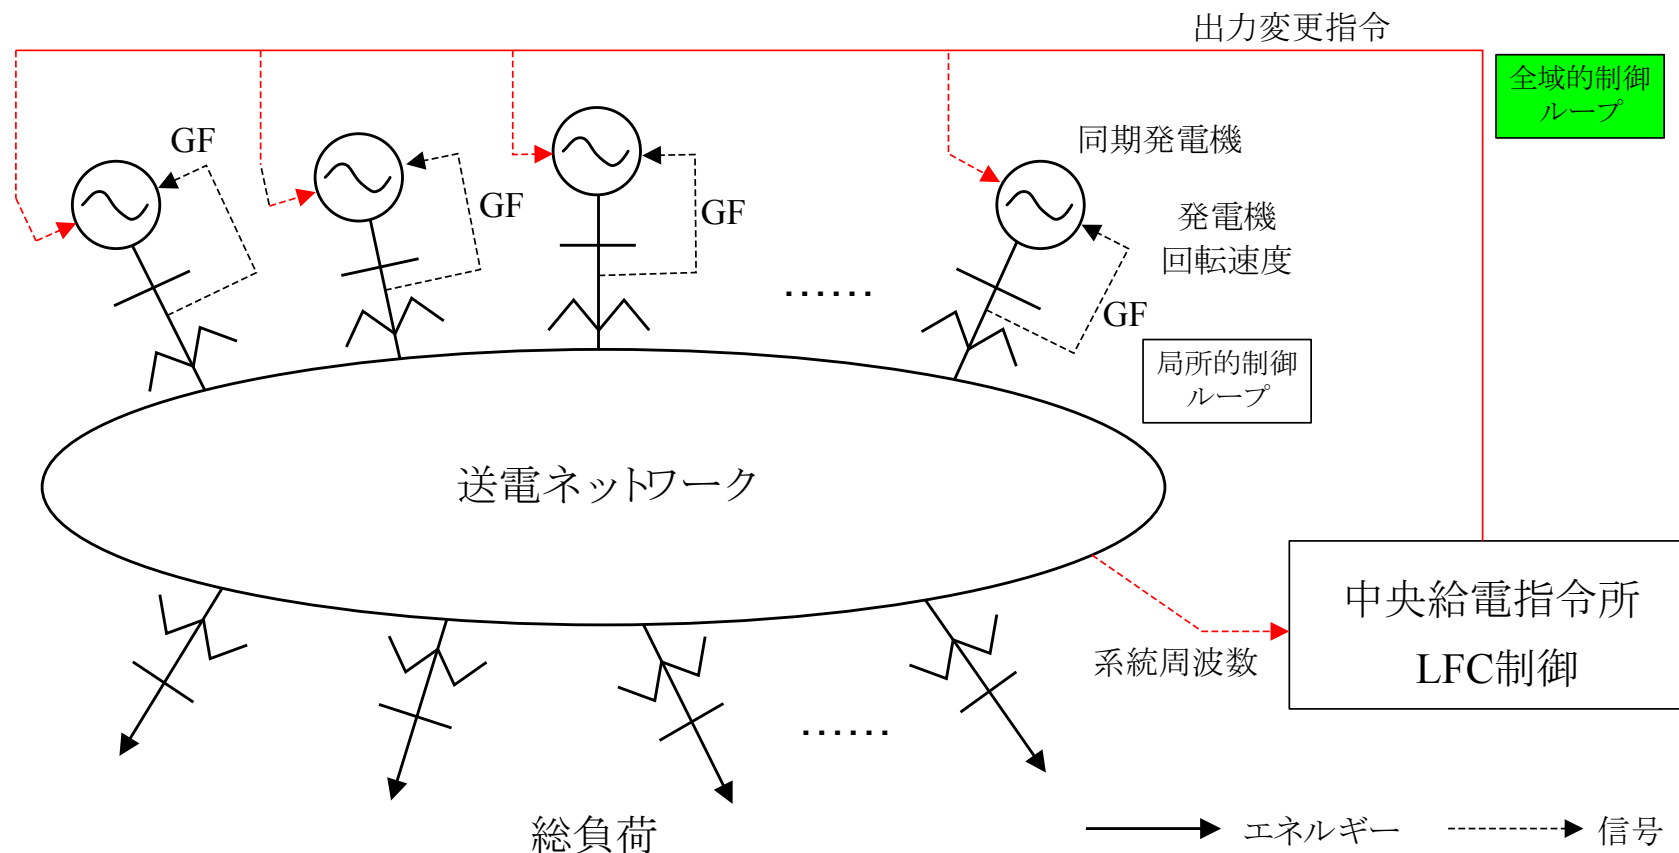 出力変更指令
全域的制御
ループ
GF
同期発電機
GF
GF
発電機
回転速度
......
GF
局所的制御
ループ
送電ネットワーク
中央給電指令所
系統周波数
LFC制御
......
総負荷
エネルギー
信号